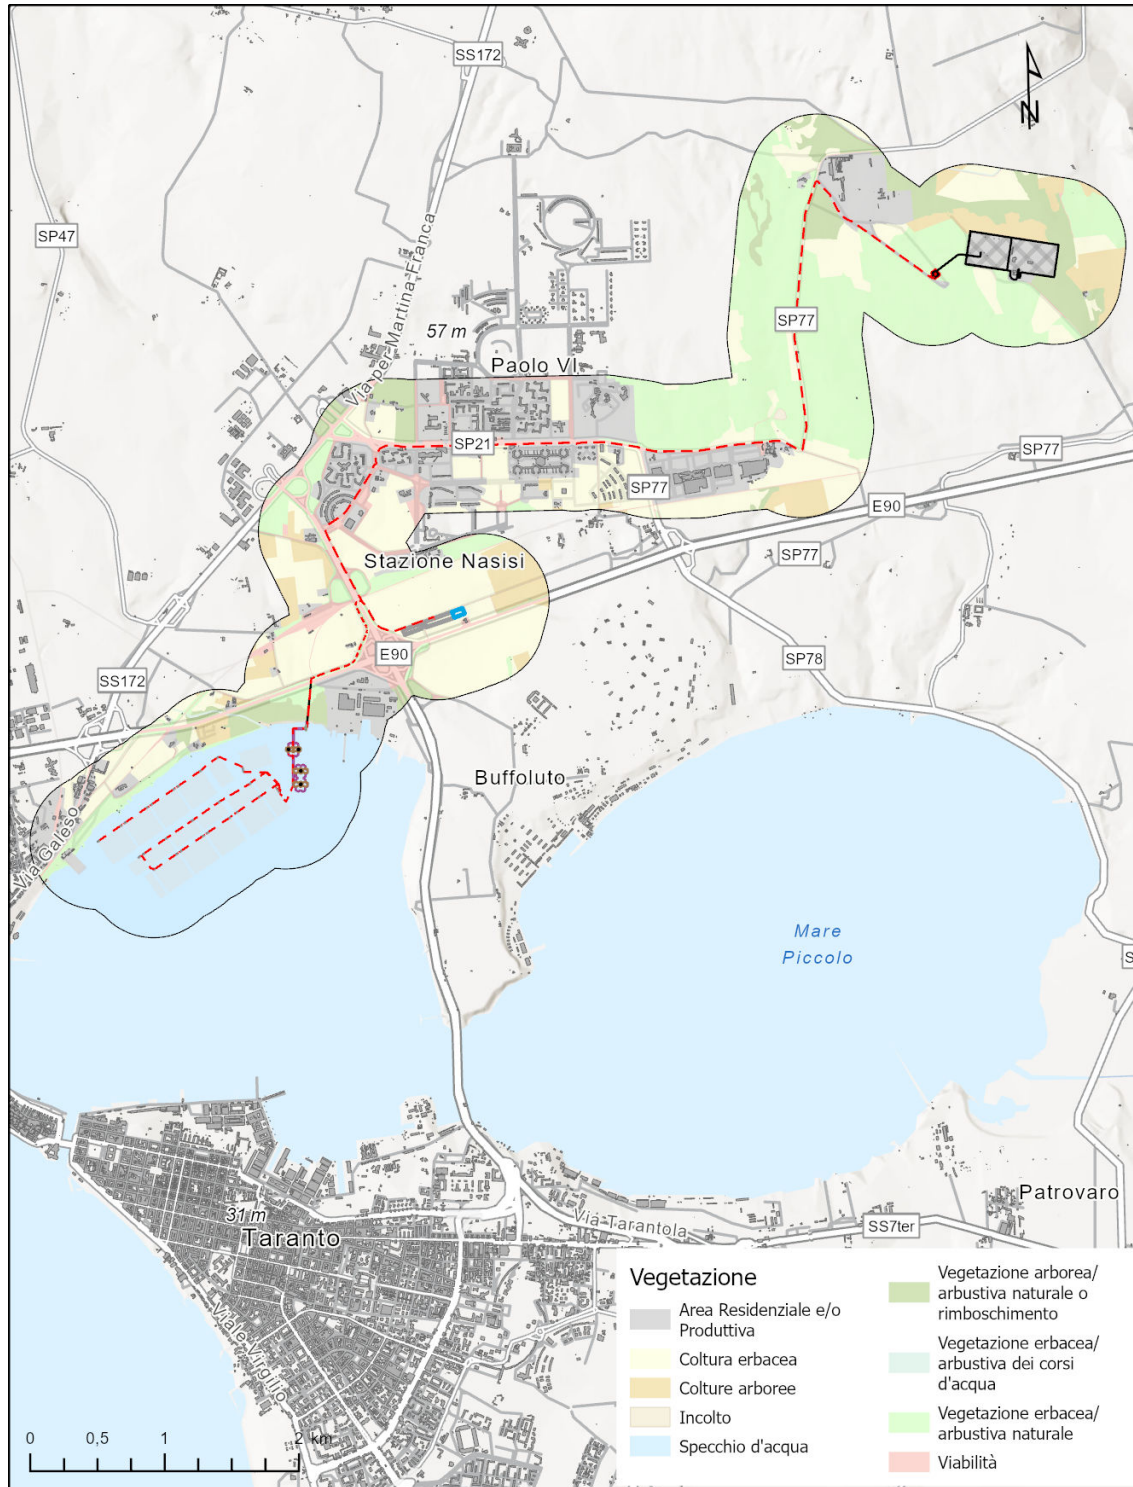 SS172
N
SP47
Via per Martina Franca
57 m
Paolo VI
SP77
SP21
SP77
SP77
E90
SP77
Stazione Nasisi
E90
SP78
SS172
Buffoluto
Via Galeso
Mare
Piccolo
S
Patrovaro
31 m
Taranto
Via Tarantola
SS7ter
Viale Virgilio
Vegetazione
Area Residenziale e/o
Produttiva
Coltura erbacea
Colture arboree
Incolto
Specchio d'acqua
Vegetazione arborea/
arbustiva naturale o
rimboschimento
Vegetazione erbacea/
arbustiva dei corsi
d'acqua
Vegetazione erbacea/
arbustiva naturale
Viabilità
0 0,5 1 2 km